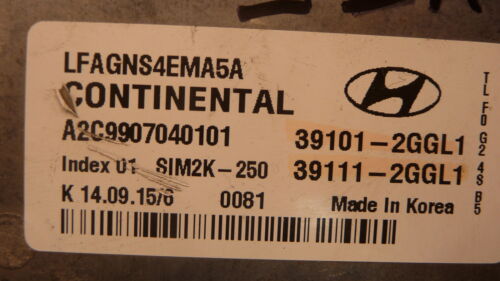 LFAGNS4EMA5A
CONTINENTAL
A2C9907040101
39101-2GGL1
Index 01 SIM2K-250
39111-2GGL1
K 14.09.15/6 0081
Made in Korea
TLF0G248B5